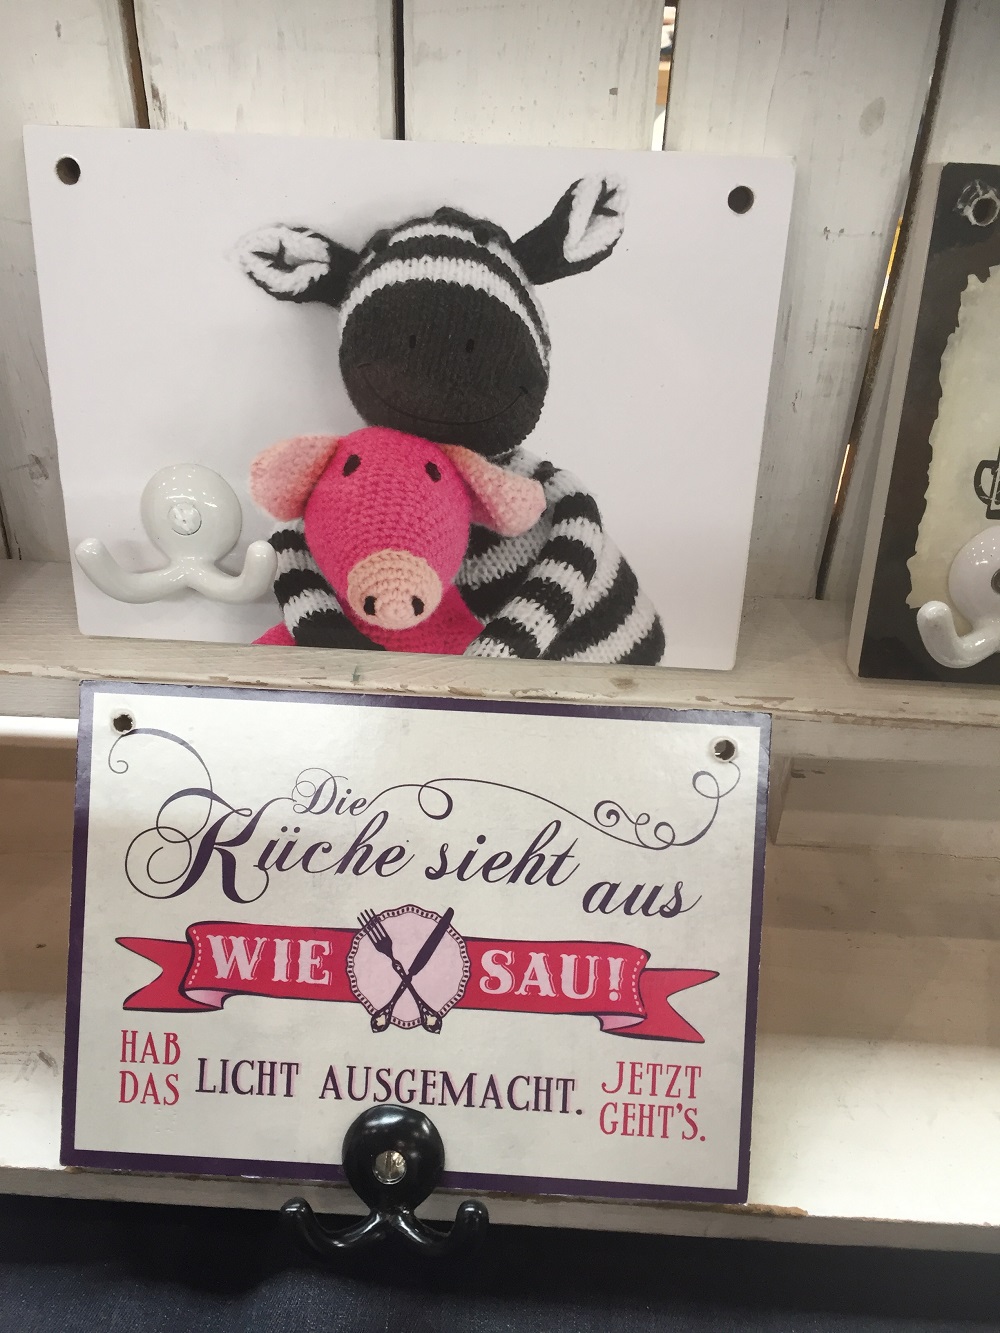 Die
Küche sieht aus
WIE SAU!
HAB DAS LICHT AUSGEMACHT. JETZT GEHT'S.